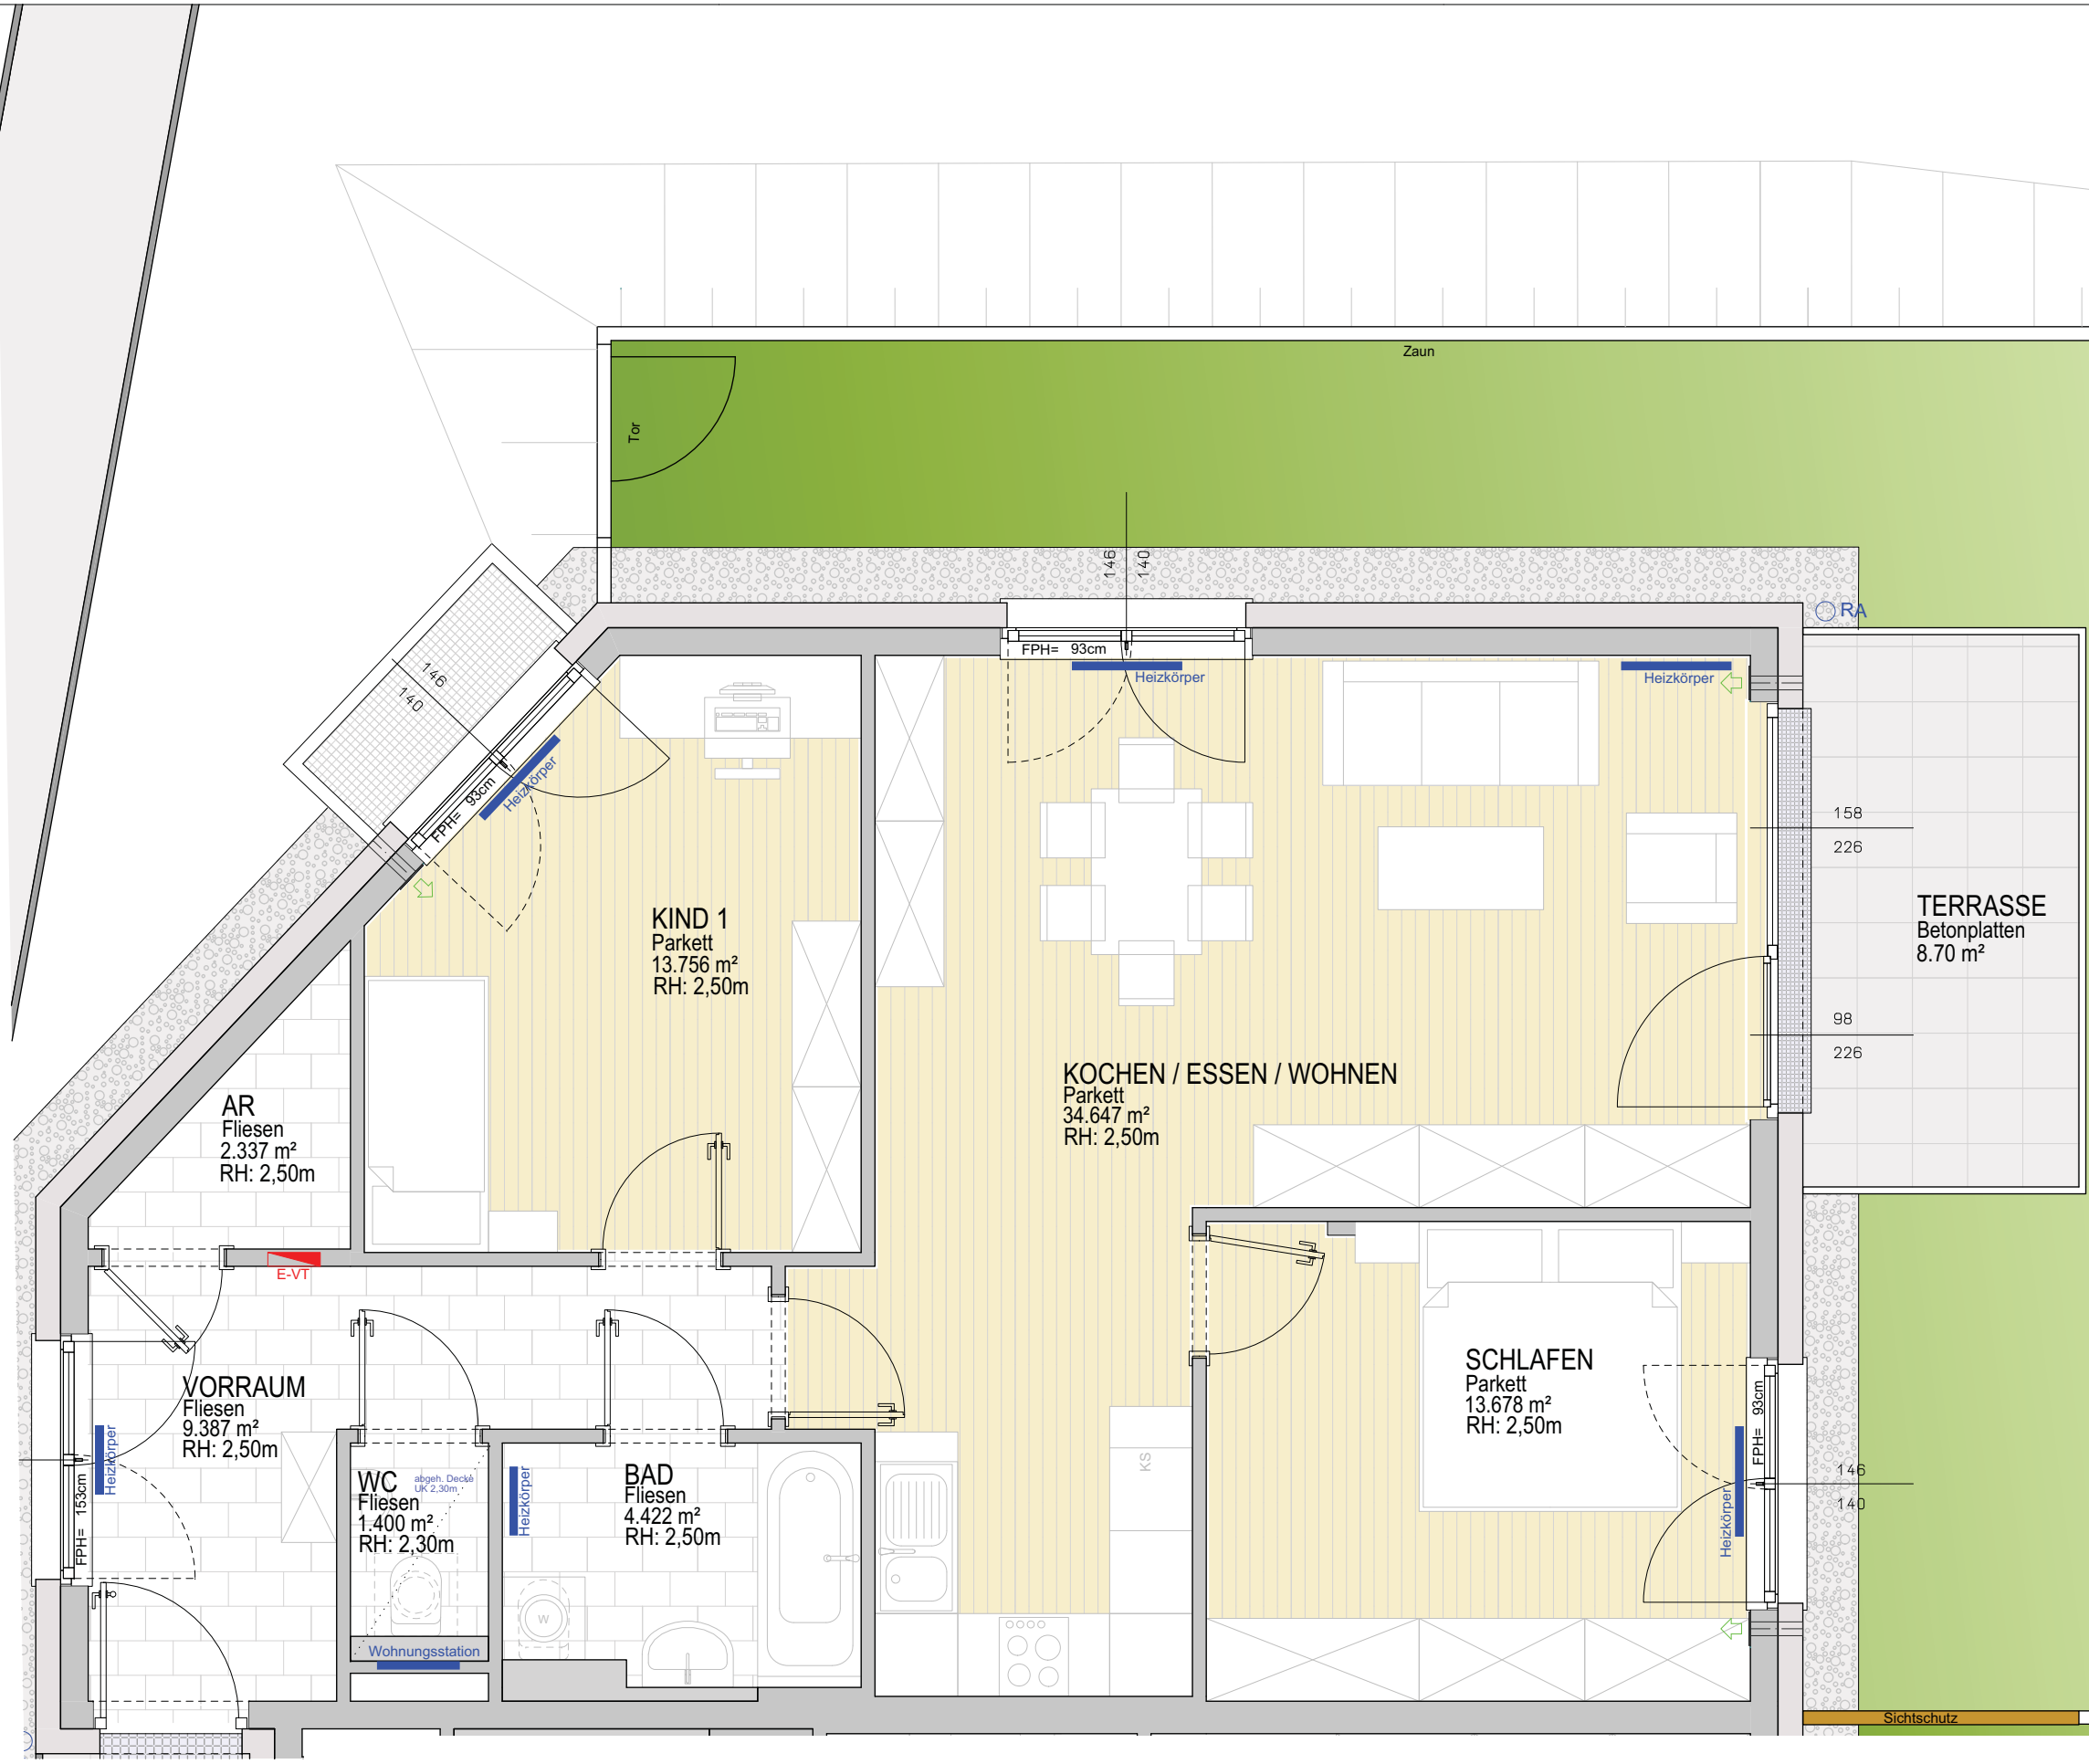 Zaun
Tor
146
140
RA
FPH= 93cm
Heizkörper
Heizkörper
146
140
FPH= 93cm
Heizkörper
158
226
KIND 1
Parkett
13.756 m²
RH: 2,50m
TERRASSE
Betonplatten
8.70 m²
98
226
KOCHEN / ESSEN / WOHNEN
Parkett
34.647 m²
RH: 2,50m
AR
Fliesen
2.337 m²
RH: 2,50m
E-VT
VORRAUM
Fliesen
9.387 m²
RH: 2,50m
Heizkörper
FPH= 153cm
WC
Fliesen
1.400 m²
RH: 2,30m
abgeh. Decke
UK 2,30m
Heizkörper
BAD
Fliesen
4.422 m²
RH: 2,50m
W
Wohnungsstation
KS
SCHLAFEN
Parkett
13.678 m²
RH: 2,50m
FPH= 93cm
Heizkörper
146
140
Sichtschutz